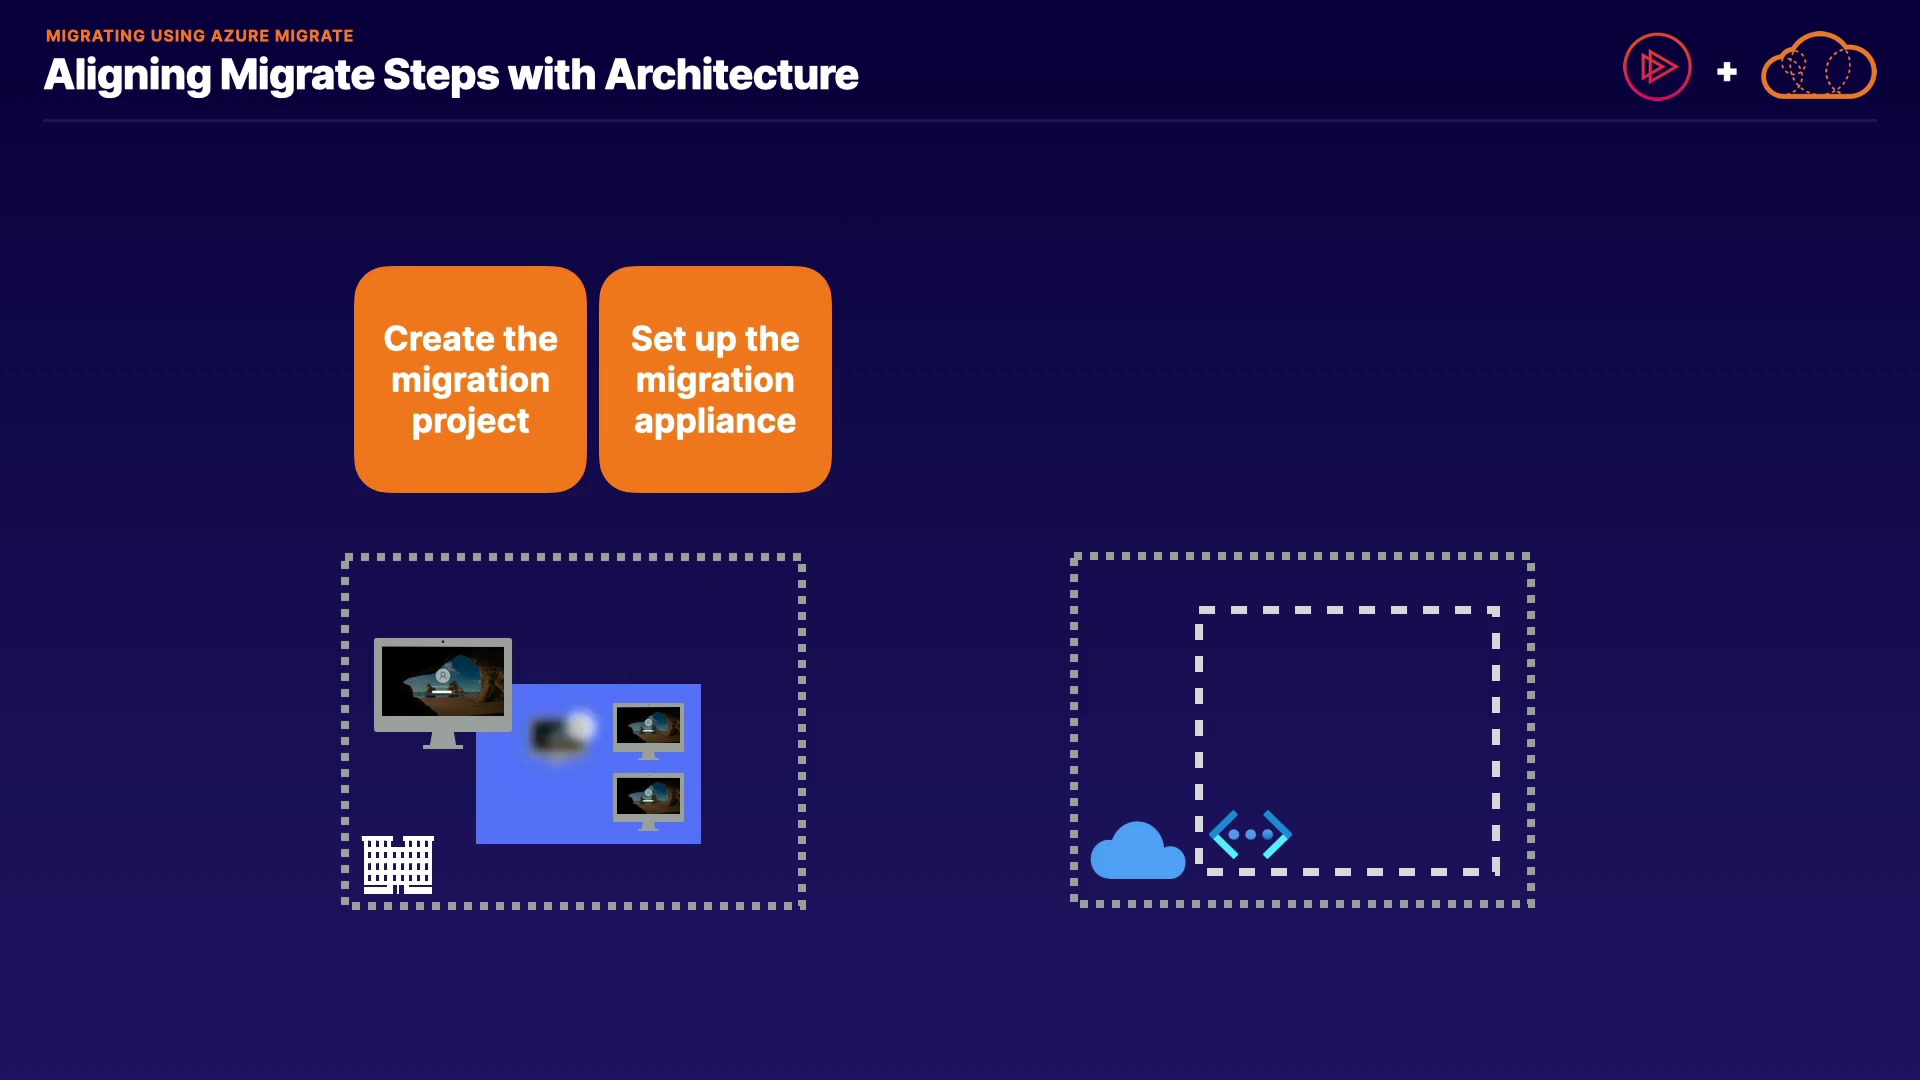 MIGRATING USING AZURE MIGRATE
Aligning Migrate Steps with Architecture
Create the
migration
project
Set up the
migration
appliance